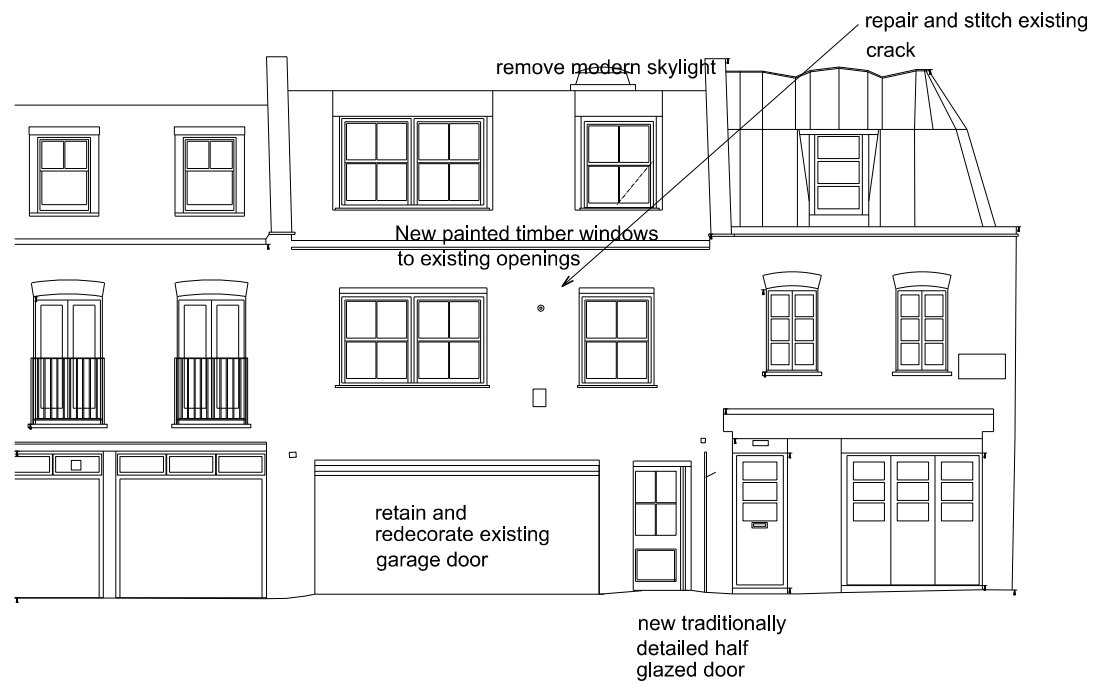 repair and stitch existing
crack
remove modern skylight
New painted timber windows
to existing openings
retain and
redecorate existing
garage door
new traditionally
detailed half
glazed door